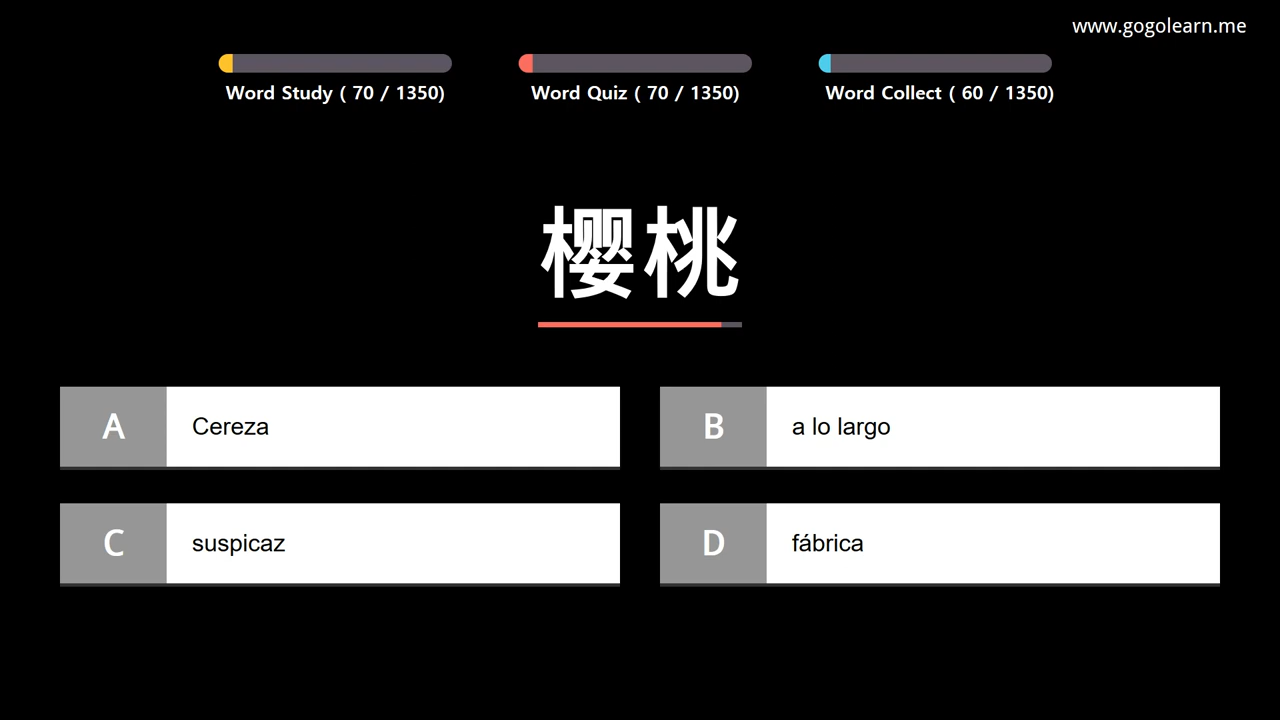 www.gogolearn.me
Word Study ( 70 / 1350)
Word Quiz ( 70 / 1350)
Word Collect ( 60 / 1350)
樱桃
A Cereza
B a lo largo
C suspicaz
D fábrica